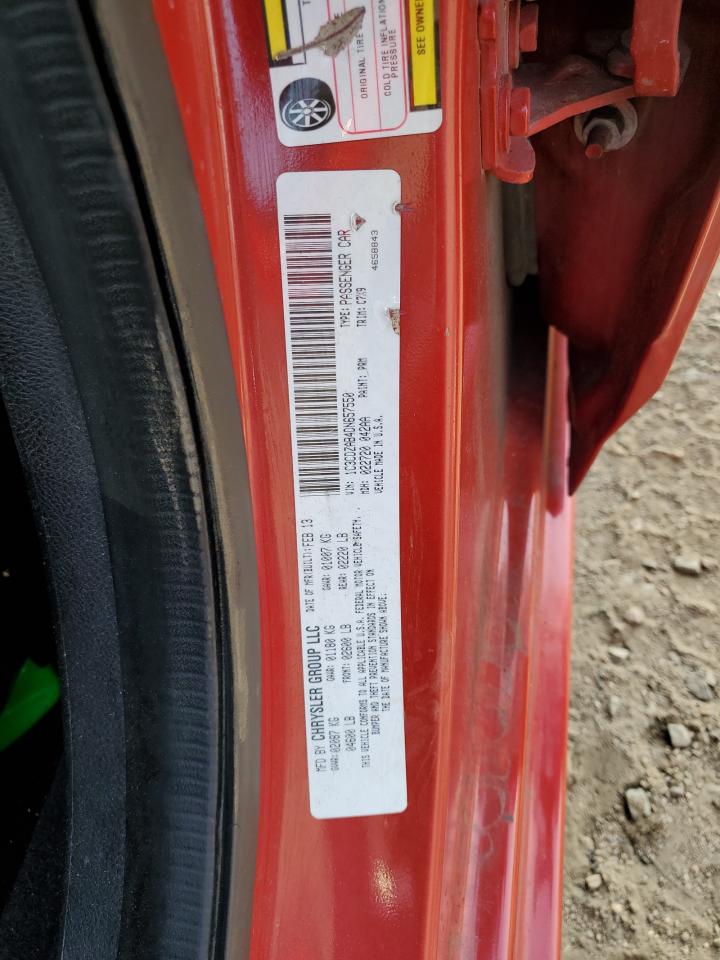 ORIGINAL TIRE
COLD TIRE INFLATION
PRESSURE
SEE OWNER
MFD BY CHRYSLER GROUP LLC DATE OF MFR(BUILT): FEB 13
GVWR: 02087 KG GAWR: 01180 KG GAWR: 01007 KG
04600 LB FRONT: 02600 LB REAR: 02220 LB
THIS VEHICLE CONFORMS TO ALL APPLICABLE U.S.A. FEDERAL MOTOR VEHICLE SAFETY,
BUMPER AND THEFT PREVENTION STANDARDS IN EFFECT ON
THE DATE OF MANUFACTURE SHOWN ABOVE.
VIN: 1C3CDZAB4DN657550 TYPE: PASSENGER CAR
MDH: 022720 042AA PAINT: PRM TRIM: C7X9
VEHICLE MADE IN U.S.A. 4658843